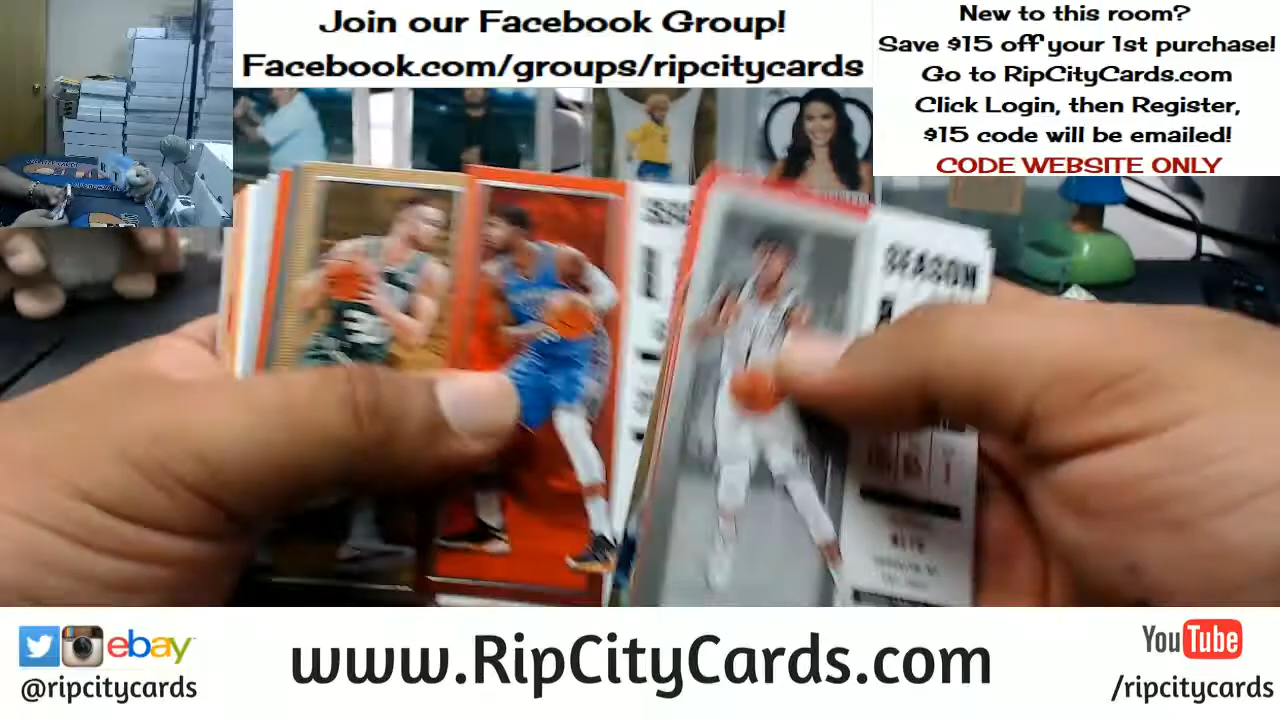 Join our Facebook Group!
Facebook.com/groups/ripcitycards
New to this room?
Save $15 off your 1st purchase!
Go to RipCityCards.com
Click Login, then Register,
$15 code will be emailed!
CODE WEBSITE ONLY
SEASON
ebay
@ripcitycards
www.RipCityCards.com
YouTube
/ripcitycards